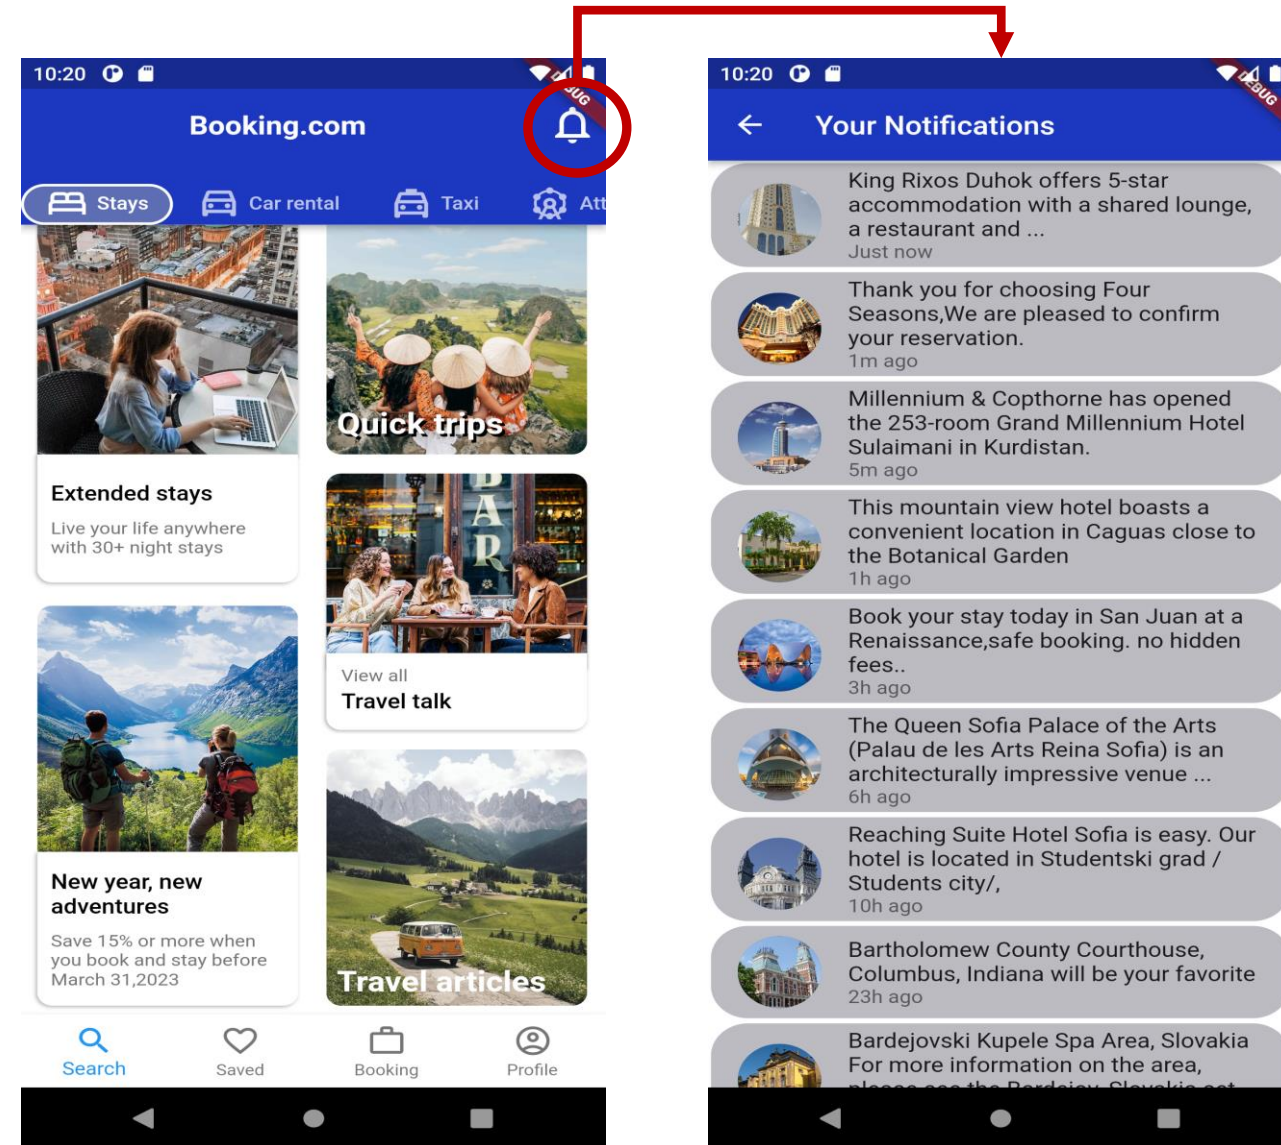 10:20
DEBUG
Booking.com
Stays
Car rental
Taxi
Att
Quick trips
Extended stays
Live your life anywhere
with 30+ night stays
BAR
View all
Travel talk
New year, new
adventures
Save 15% or more when
you book and stay before
March 31,2023
Travel articles
Search
Saved
Booking
Profile
10:20
DEBUG
Your Notifications
King Rixos Duhok offers 5-star
accommodation with a shared lounge,
a restaurant and ...
Just now
Thank you for choosing Four
Seasons,We are pleased to confirm
your reservation.
1m ago
Millennium & Copthorne has opened
the 253-room Grand Millennium Hotel
Sulaimani in Kurdistan.
5m ago
This mountain view hotel boasts a
convenient location in Caguas close to
the Botanical Garden
1h ago
Book your stay today in San Juan at a
Renaissance,safe booking. no hidden
fees..
3h ago
The Queen Sofia Palace of the Arts
(Palau de les Arts Reina Sofia) is an
architecturally impressive venue ...
6h ago
Reaching Suite Hotel Sofia is easy. Our
hotel is located in Studentski grad /
Students city/,
10h ago
Bartholomew County Courthouse,
Columbus, Indiana will be your favorite
23h ago
Bardejovski Kupele Spa Area, Slovakia
For more information on the area,
please see the Bardejov, Slovakia